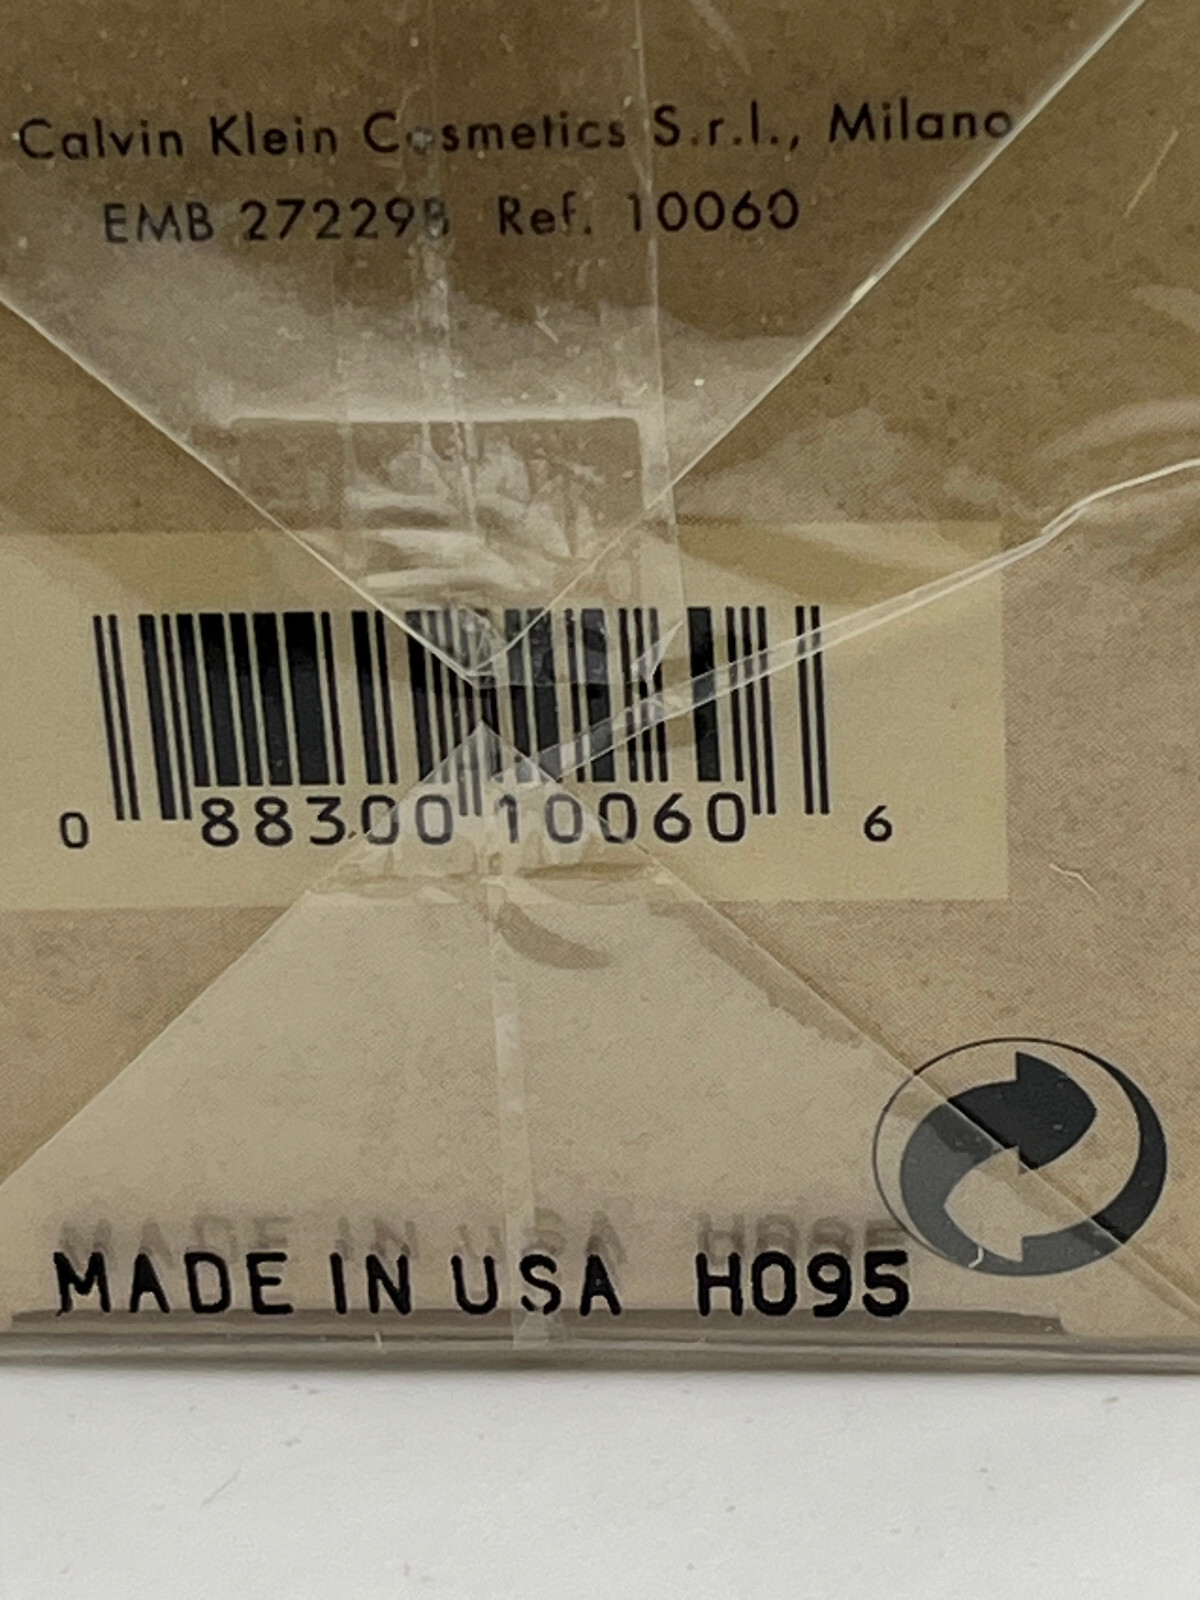 Calvin Klein Cosmetics S.r.l., Milano
EMB 27229B Ref. 10060
0 88300 10060 6
MADE IN USA H095